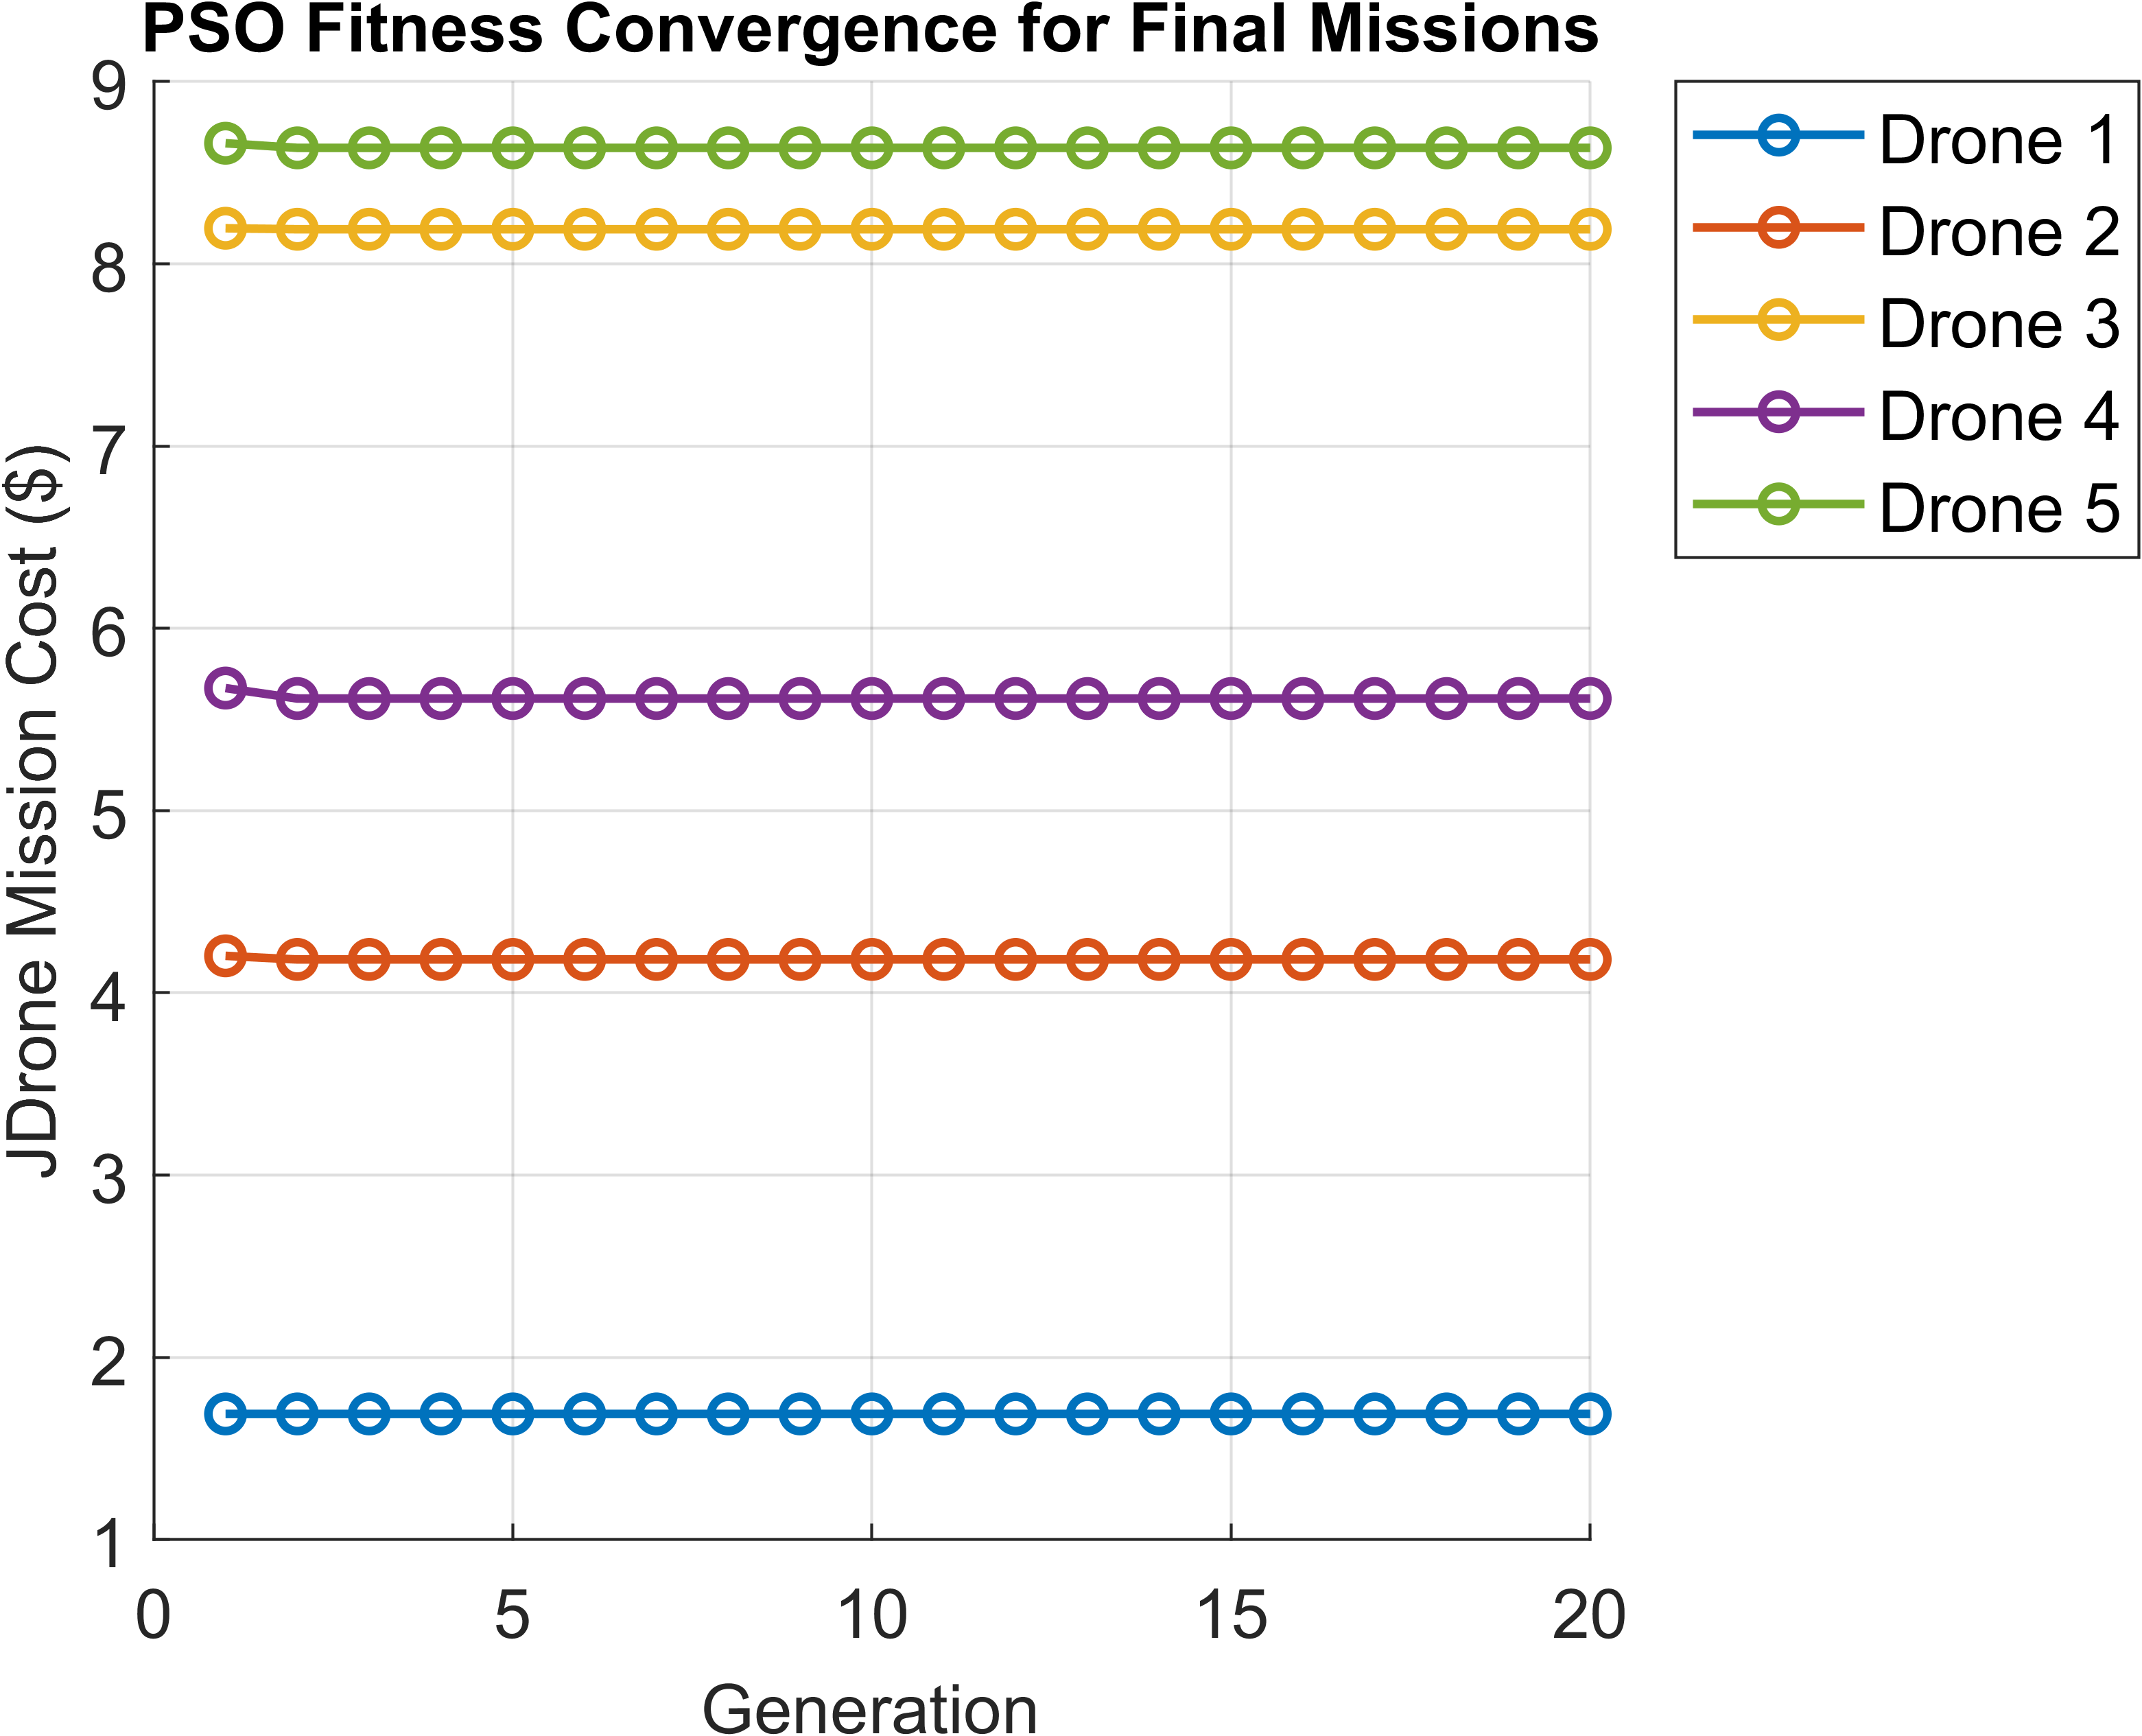 PSO Fitness Convergence for Final Missions
JDrone Mission Cost ($)
9
8
7
6
5
4
3
2
1
0
5
10
15
20
Generation
Drone 1
Drone 2
Drone 3
Drone 4
Drone 5